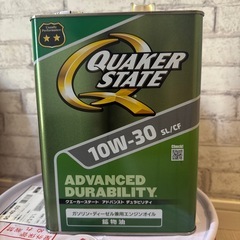 QUAKER
STATE
10W-30 SL/CF
ADVANCED
DURABILITY
クエーカーステート アドバンスト デュラビリティ
ガソリン・ディーゼル兼用エンジンオイル
鉱物油